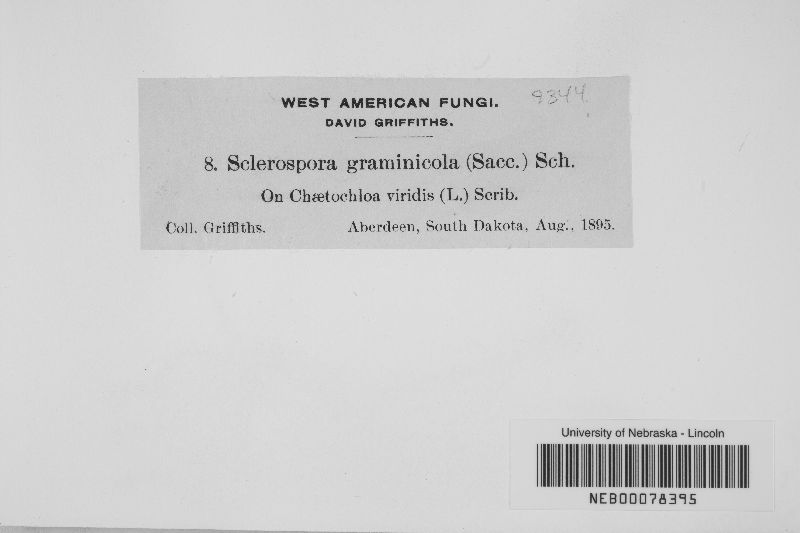 WEST AMERICAN FUNGI.
9344
DAVID GRIFFITHS.
8. Sclerospora graminicola (Sacc.) Sch.
On Chætochloa viridis (L.) Scrib.
Coll. Griffiths. Aberdeen, South Dakota, Aug., 1895.
University of Nebraska - Lincoln
NEB00078395